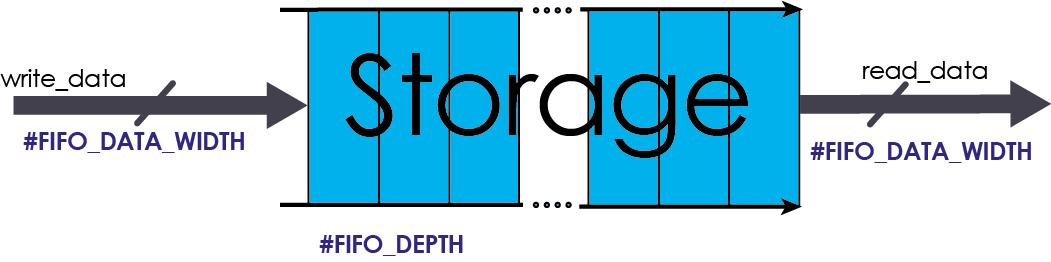 write_data
#FIFO_DATA_WIDTH
Storage
read_data
#FIFO_DATA_WIDTH
#FIFO_DEPTH